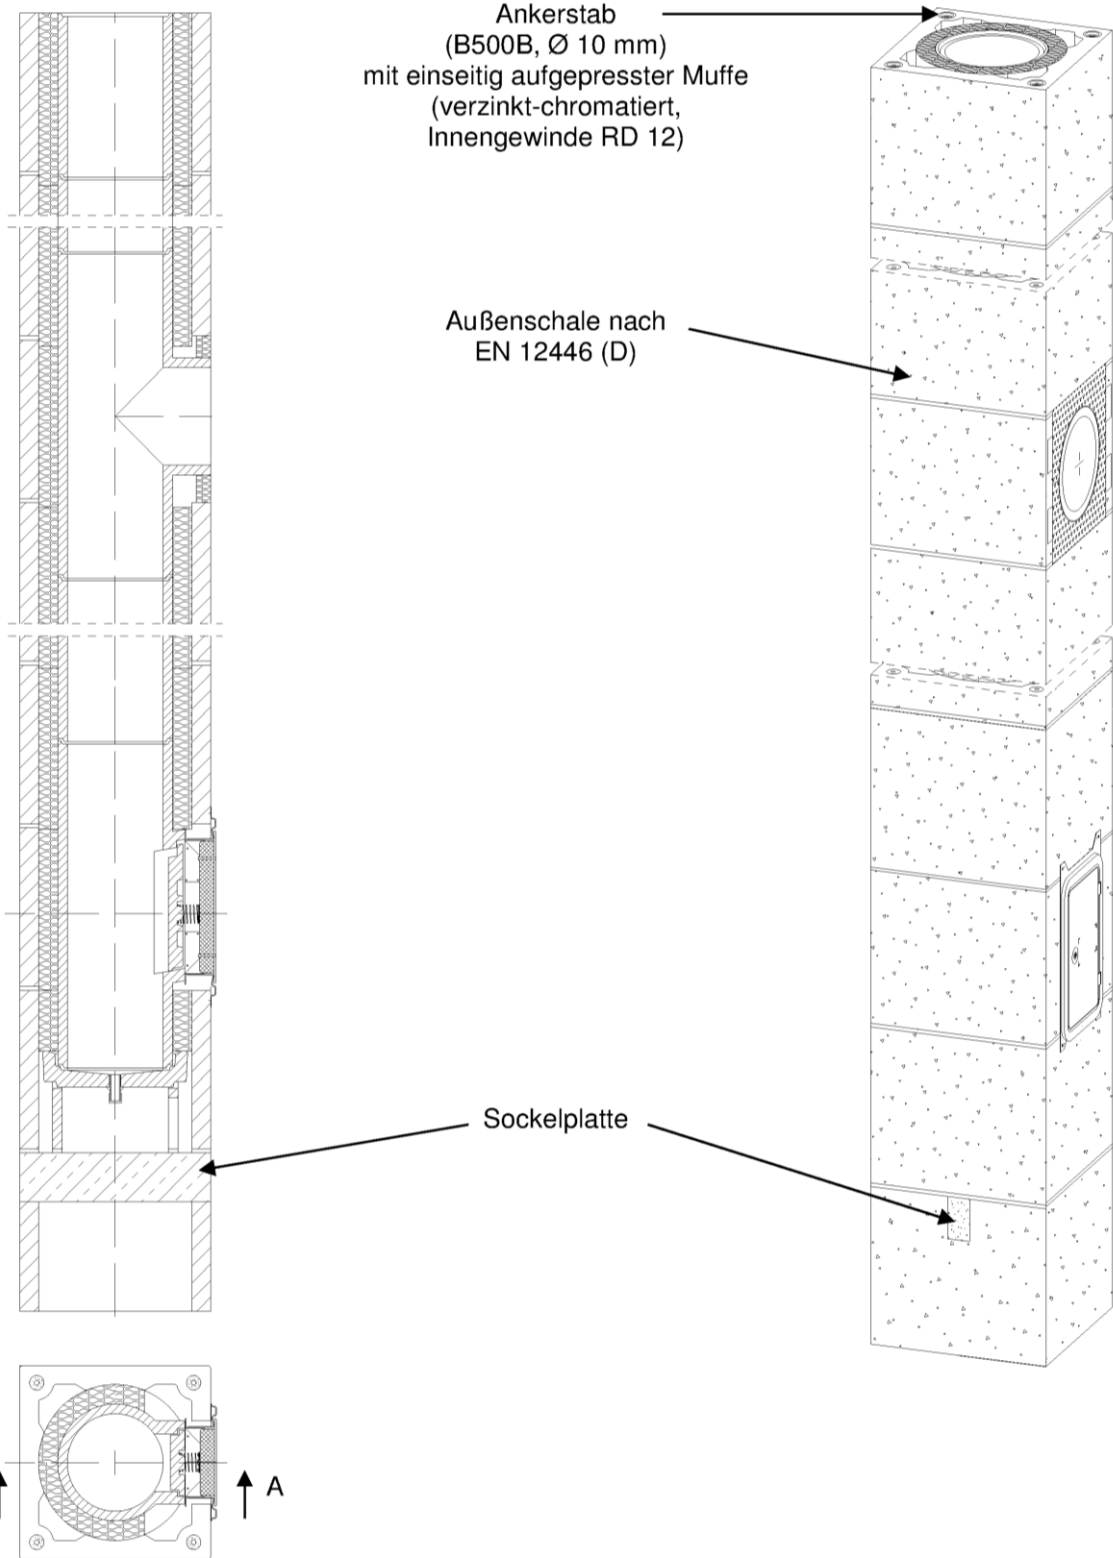 Ankerstab
(B500B, Ø 10 mm)
mit einseitig aufgepresster Muffe
(verzinkt-chromatiert,
Innengewinde RD 12)
Außenschale nach
EN 12446 (D)
Sockelplatte
A